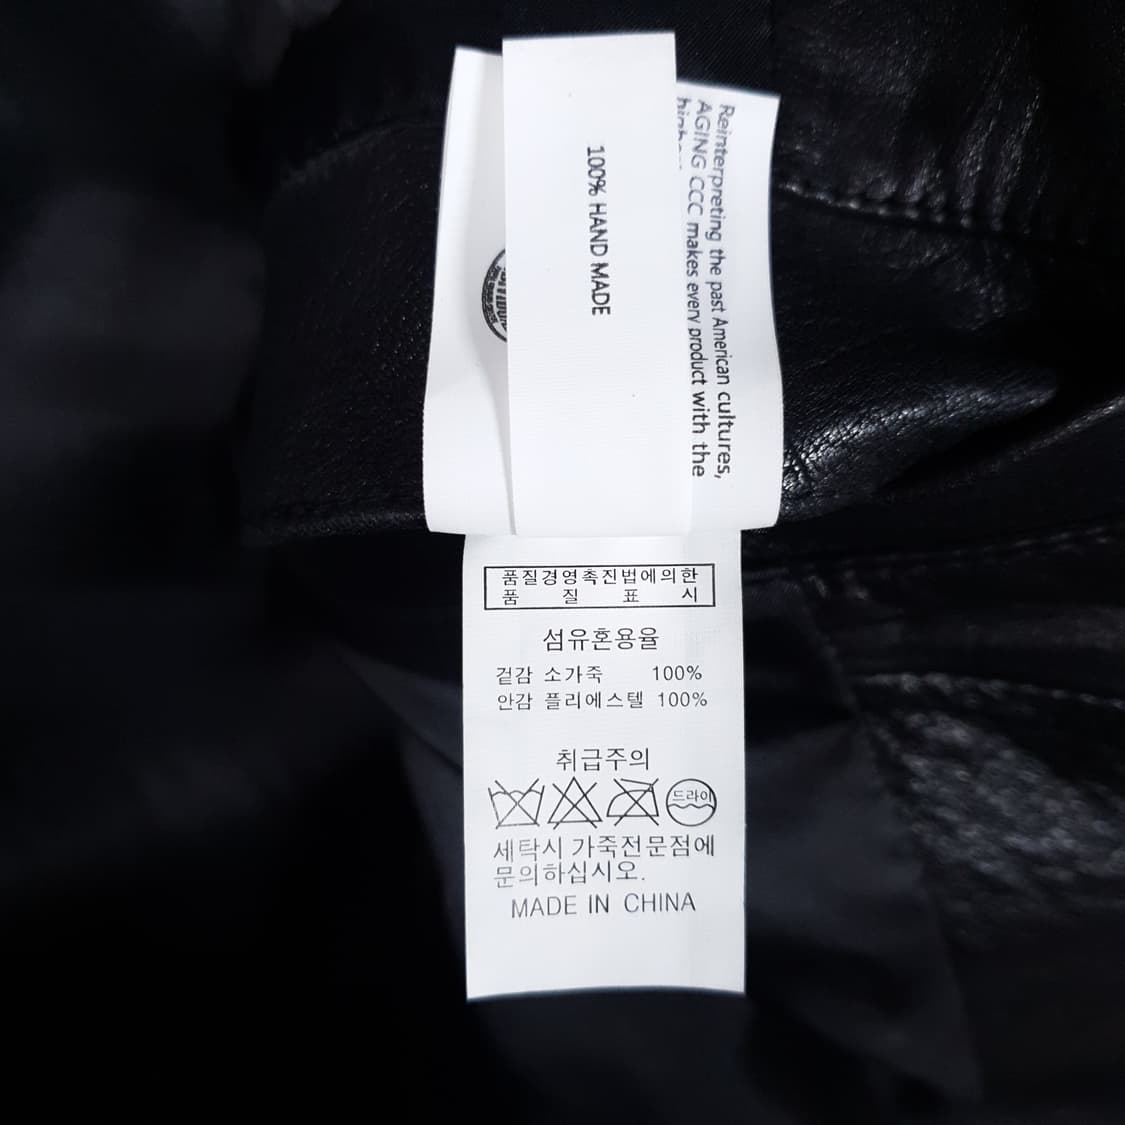 100% HAND MADE
Reinterpreting the past American cultures,
AGING CCC makes every product with the
품질경영촉진법에의한
품 질 표 시
섬유혼용율
겉감 소가죽 100%
안감 플리에스텔 100%
취급주의
드라이
세탁시 가죽전문점에
문의하십시오.
MADE IN CHINA